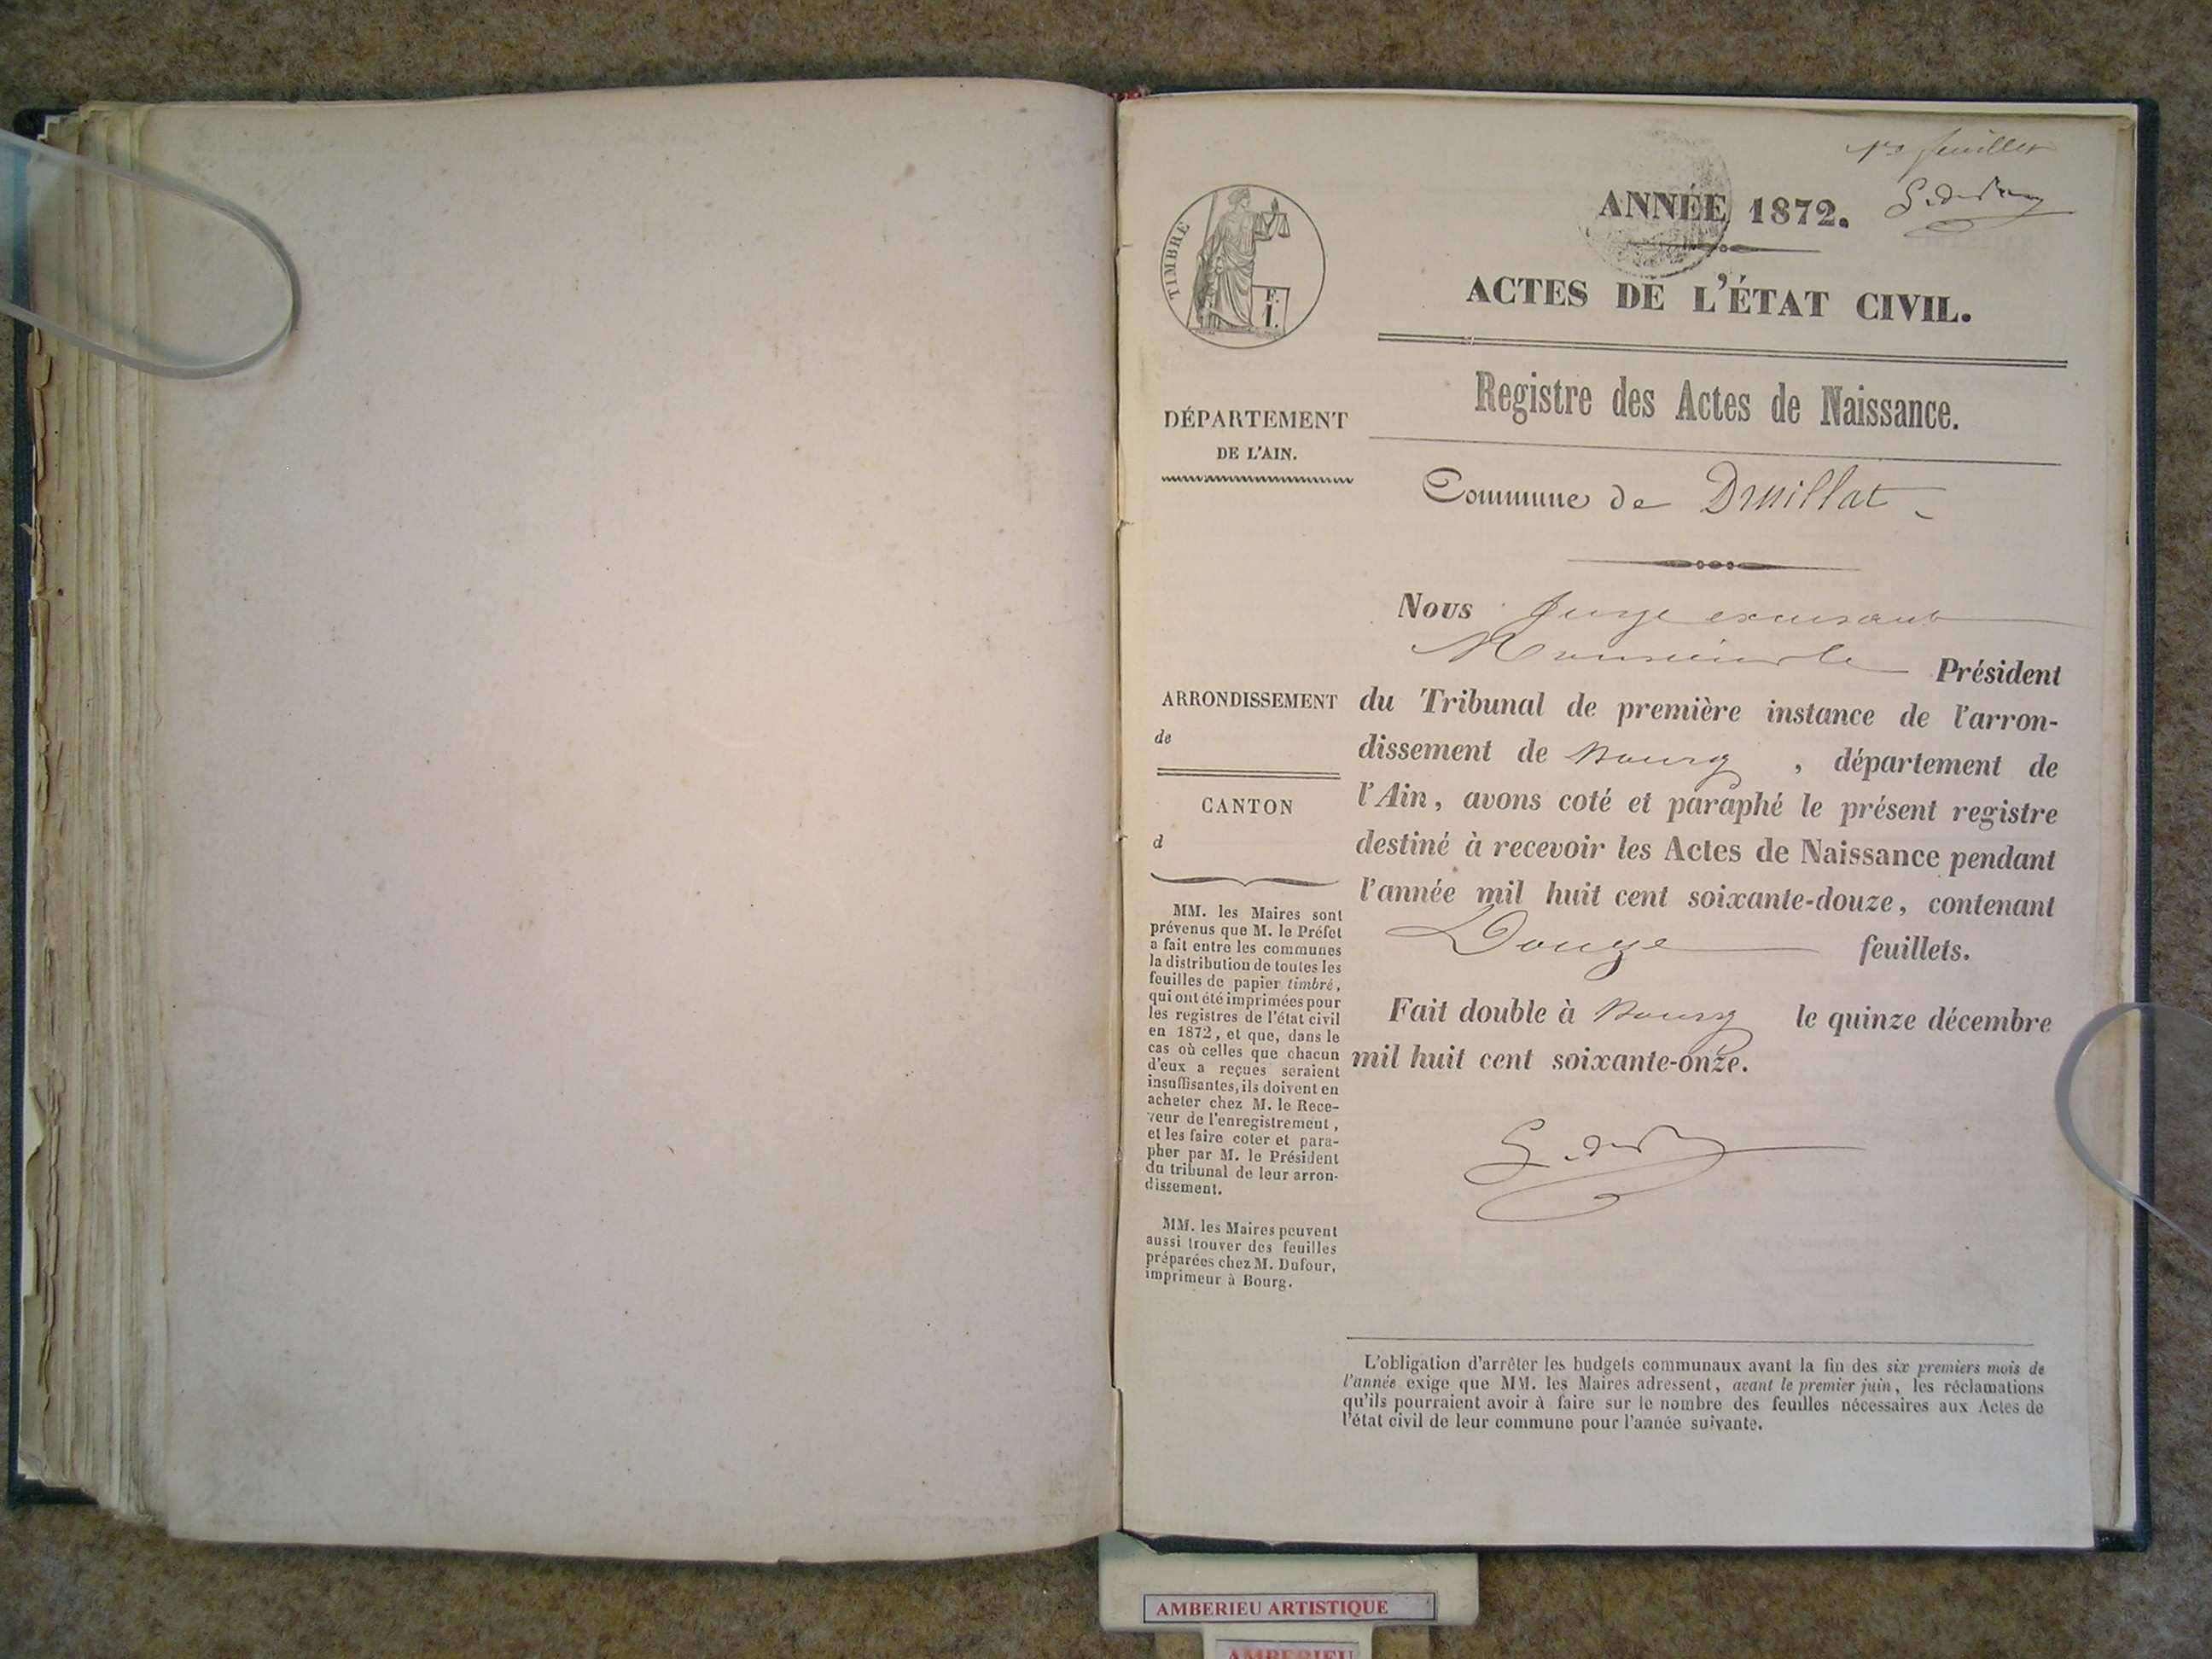 1er feuillet
ANNÉE 1872.
TIMBRE
F.
1.
ACTES DE L'ÉTAT CIVIL.
Registre des Actes de Naissance.
DÉPARTEMENT
DE L'AIN.
Commune de Druillat
Nous Juge excusant
Monsieur le Président
ARRONDISSEMENT
de
du Tribunal de première instance de l'arron-
dissement de Bourg, département de
CANTON
d
l'Ain, avons coté et paraphé le présent registre
destiné à recevoir les Actes de Naissance pendant
l'année mil huit cent soixante-douze, contenant
Douze feuillets.
Fait double à Bourg le quinze décembre
mil huit cent soixante-onze.
MM. les Maires sont
prévenus que M. le Préfet
a fait entre les communes
la distribution de toutes les
feuilles de papier timbré,
qui ont été imprimées pour
les registres de l'état civil
en 1872, et que, dans le
cas où celles que chacun
d'eux a reçues seraient
insuffisantes, ils doivent en
acheter chez M. le Rece-
veur de l'enregistrement,
et les faire coter et para-
pher par M. le Président
du tribunal de leur arron-
dissement.
MM. les Maires peuvent
aussi trouver des feuilles
préparées chez M. Dufour,
imprimeur à Bourg.
L'obligation d'arrêter les budgets communaux avant la fin des six premiers mois de
l'année exige que MM. les Maires adressent, avant le premier juin, les réclamations
qu'ils pourraient avoir à faire sur le nombre des feuilles nécessaires aux Actes de
l'état civil de leur commune pour l'année suivante.
AMBERIEU ARTISTIQUE
AMBERIEU